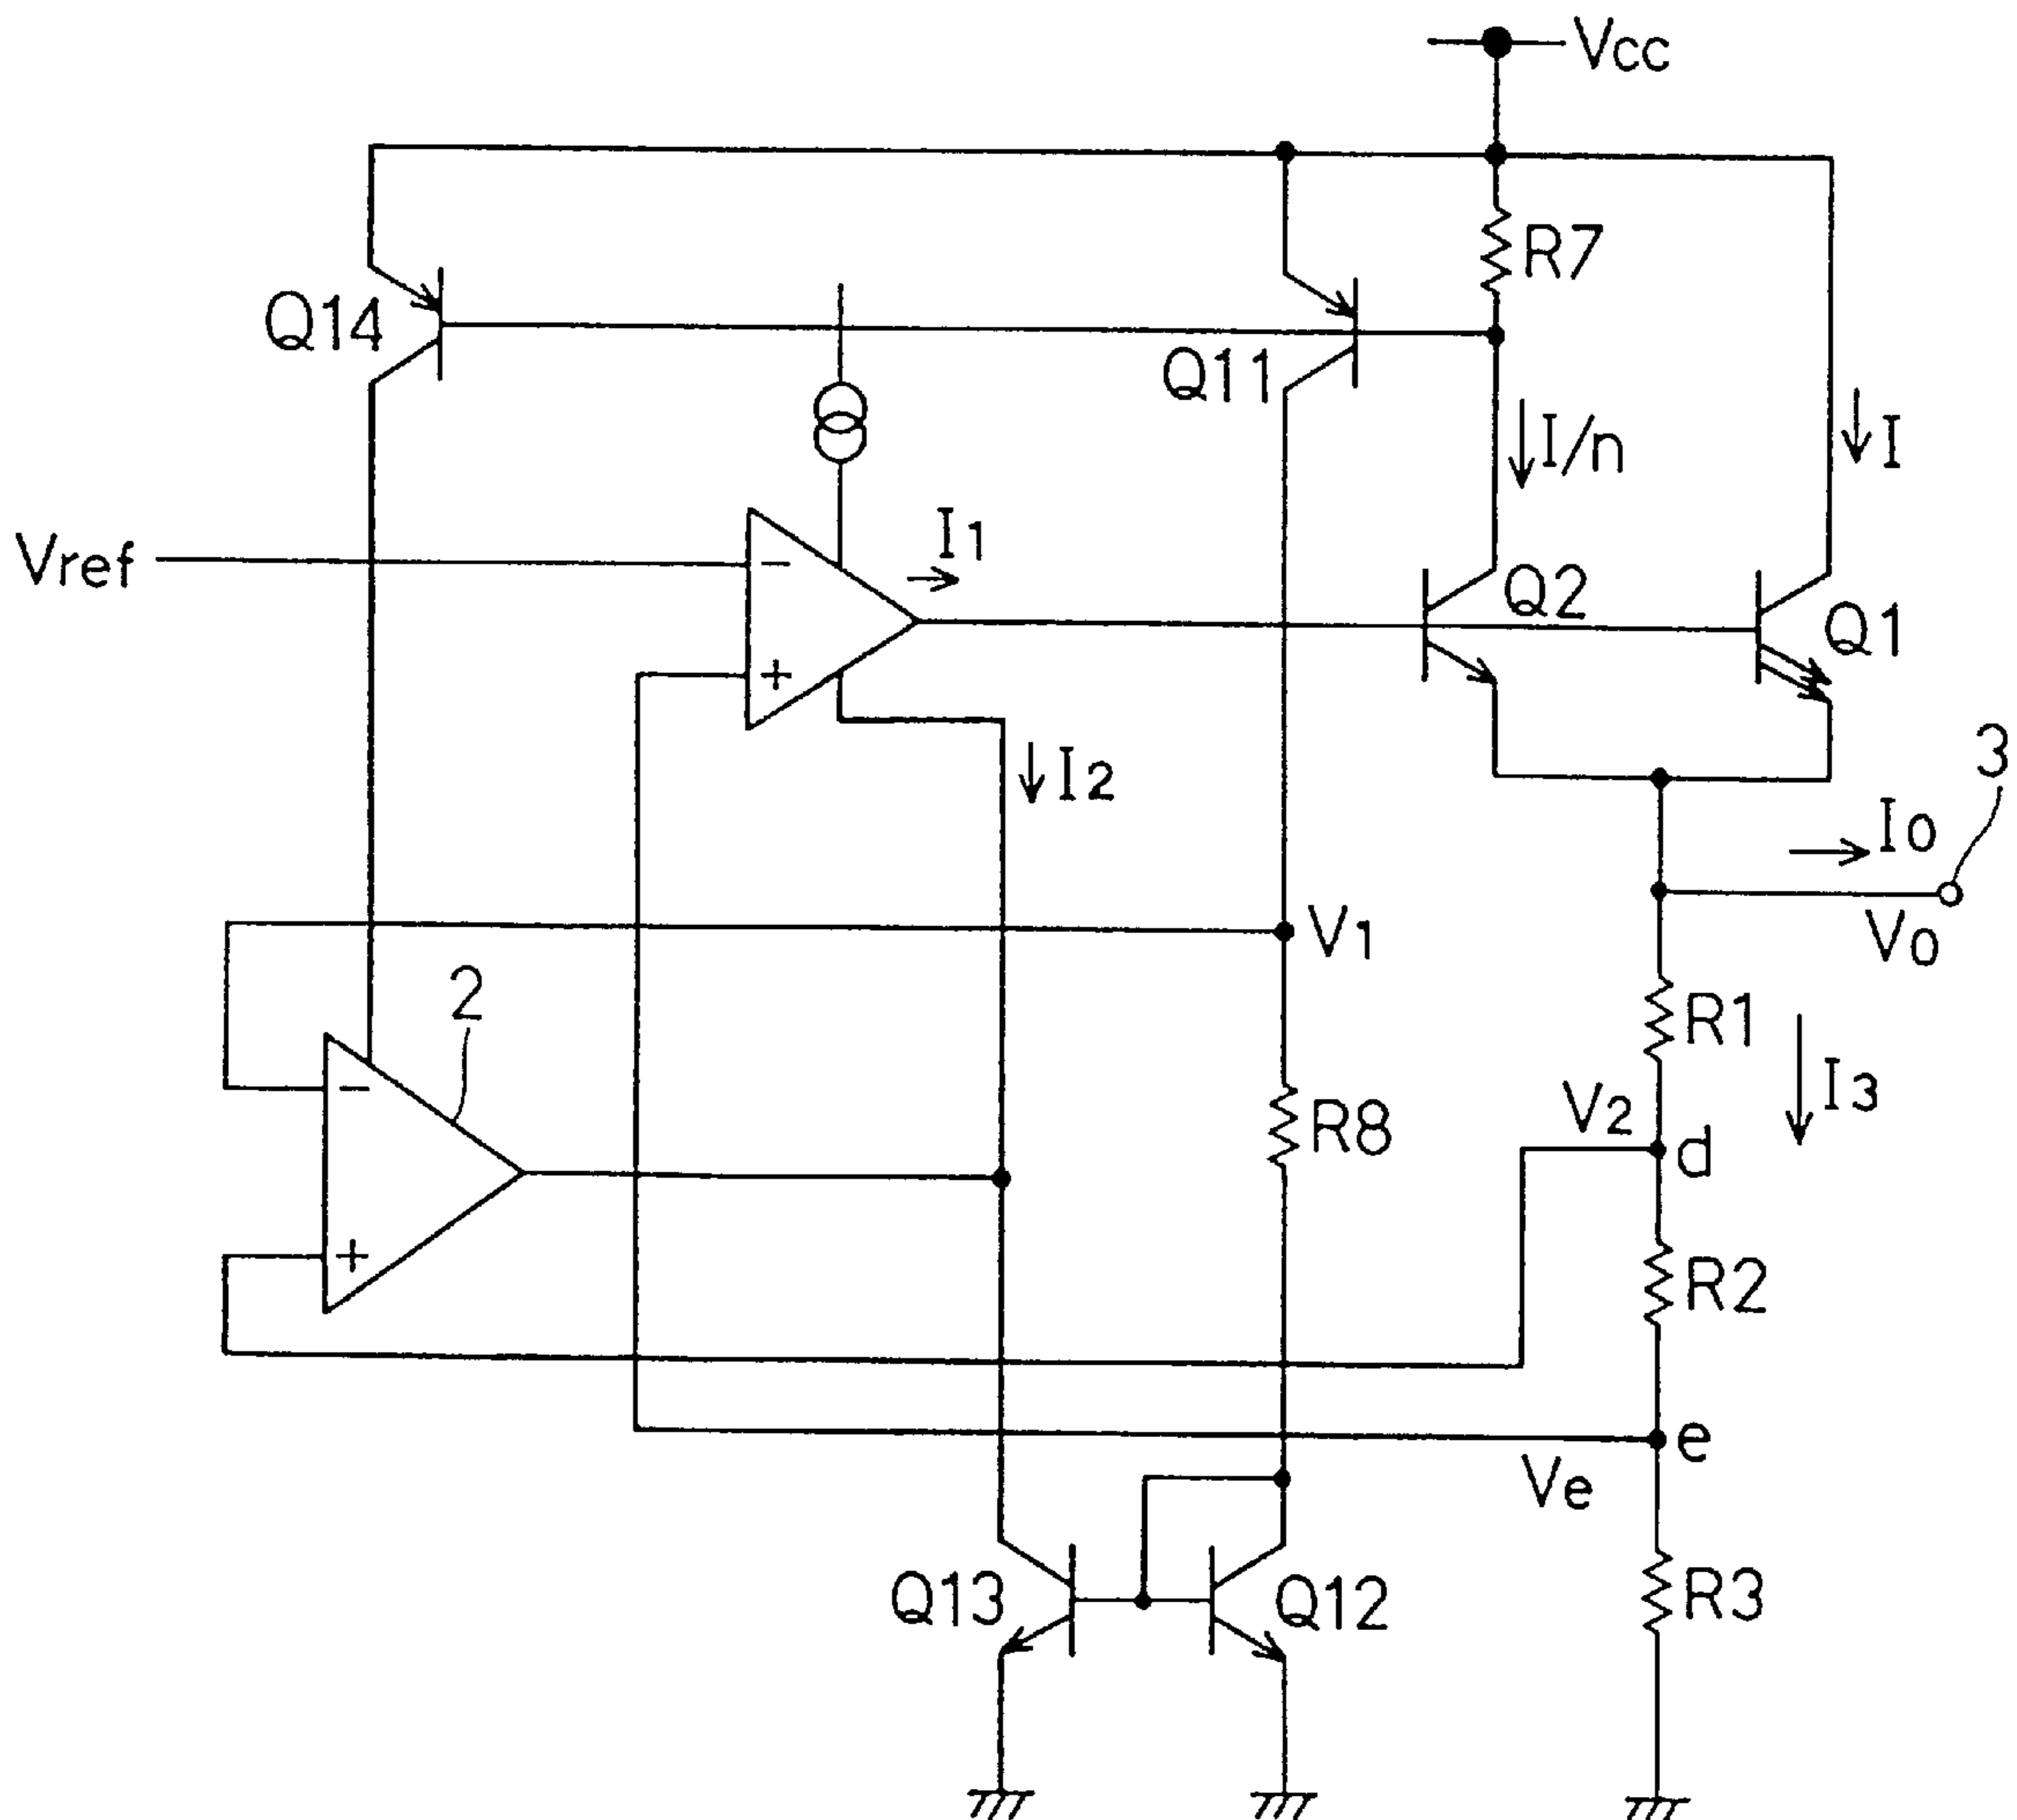 Vcc
R7
Q14
Q11
I/n
I
Vref
−
I1
Q2
Q1
+
I2
3
Io
V1
Vo
2
R1
−
V2
I3
R8
d
+
R2
e
Ve
Q13
Q12
R3